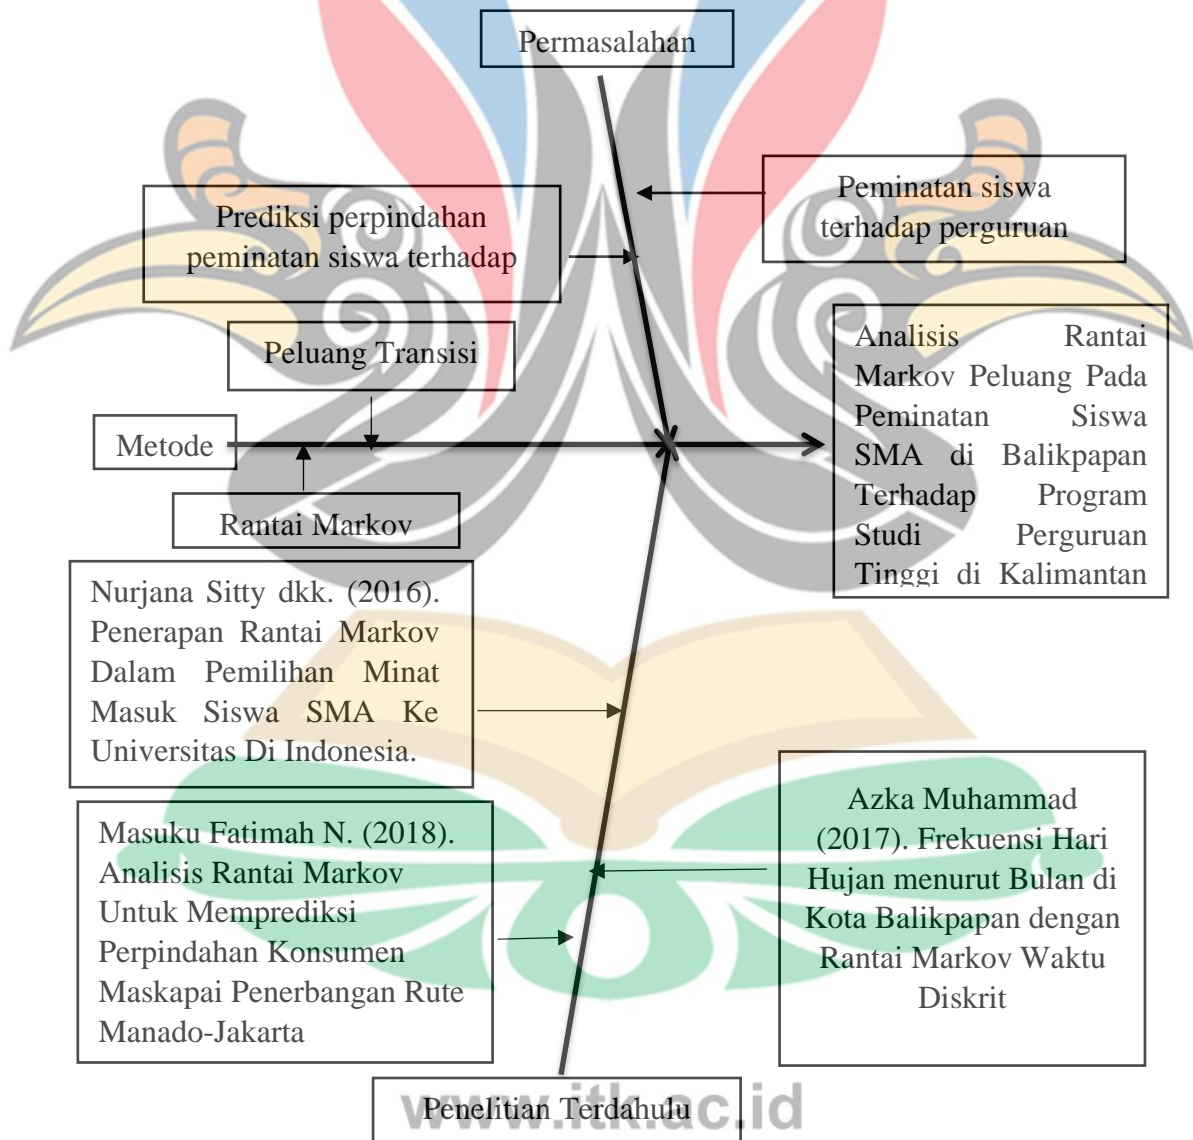 Permasalahan
Peminatan siswa
terhadap perguruan
Prediksi perpindahan
peminatan siswa terhadap
Peluang Transisi
Metode
Rantai Markov
Analisis Rantai
Markov Peluang Pada
Peminatan Siswa
SMA di Balikpapan
Terhadap Program
Studi Perguruan
Tinggi di Kalimantan
Nurjana Sitty dkk. (2016).
Penerapan Rantai Markov
Dalam Pemilihan Minat
Masuk Siswa SMA Ke
Universitas Di Indonesia.
Masuku Fatimah N. (2018).
Analisis Rantai Markov
Untuk Memprediksi
Perpindahan Konsumen
Maskapai Penerbangan Rute
Manado-Jakarta
Azka Muhammad
(2017). Frekuensi Hari
Hujan menurut Bulan di
Kota Balikpapan dengan
Rantai Markov Waktu
Diskrit
Penelitian Terdahulu
www.itk.ac.id